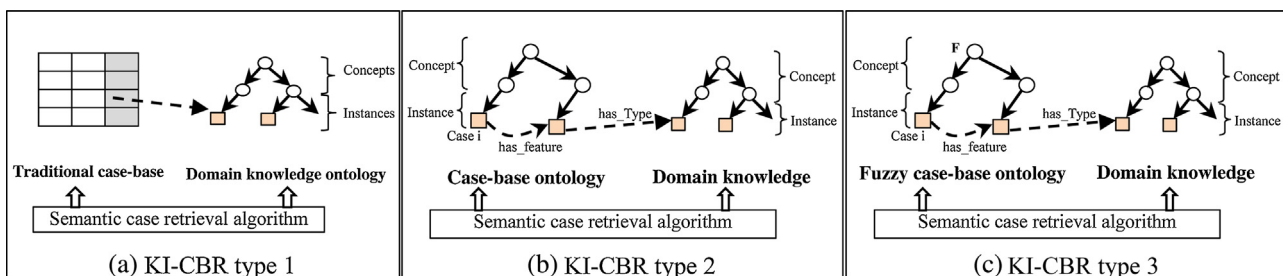 Concepts
Instances
Traditional case-base
Domain knowledge ontology
Semantic case retrieval algorithm
(a) KI-CBR type 1
Concept
Instance
Case i
has_feature
has_Type
Concept
Instance
Case-base ontology
Domain knowledge
Semantic case retrieval algorithm
(b) KI-CBR type 2
F
Concept
Instance
Case i
has_feature
has_Type
Concept
Instance
Fuzzy case-base ontology
Domain knowledge
Semantic case retrieval algorithm
(c) KI-CBR type 3